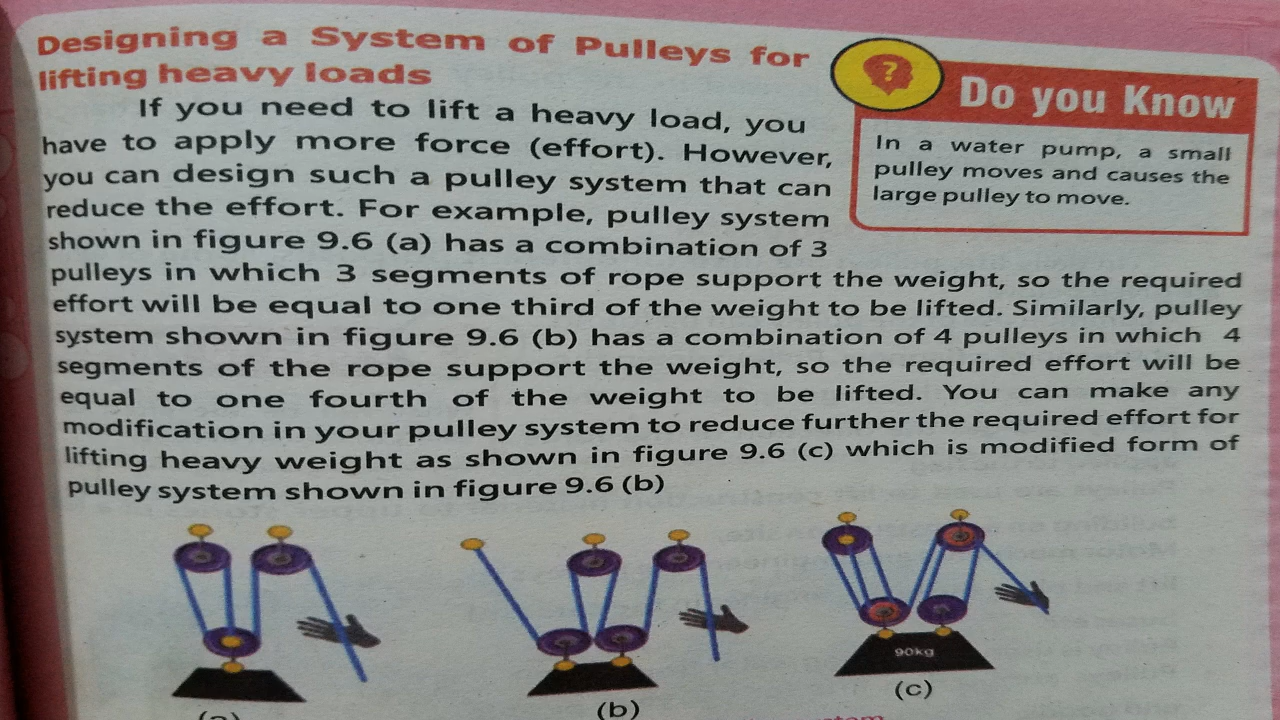 Designing a System of Pulleys for
lifting heavy loads
If you need to lift a heavy load, you
have to apply more force (effort). However,
you can design such a pulley system that can
reduce the effort. For example, pulley system
shown in figure 9.6 (a) has a combination of 3
pulleys in which 3 segments of rope support the weight, so the required
effort will be equal to one third of the weight to be lifted. Similarly, pulley
system shown in figure 9.6 (b) has a combination of 4 pulleys in which 4
segments of the rope support the weight, so the required effort will be
equal to one fourth of the weight to be lifted. You can make any
modification in your pulley system to reduce further the required effort for
lifting heavy weight as shown in figure 9.6 (c) which is modified form of
pulley system shown in figure 9.6 (b)
?
Do you Know
In a water pump, a small
pulley moves and causes the
large pulley to move.
90kg
(a)
(b)
(c)